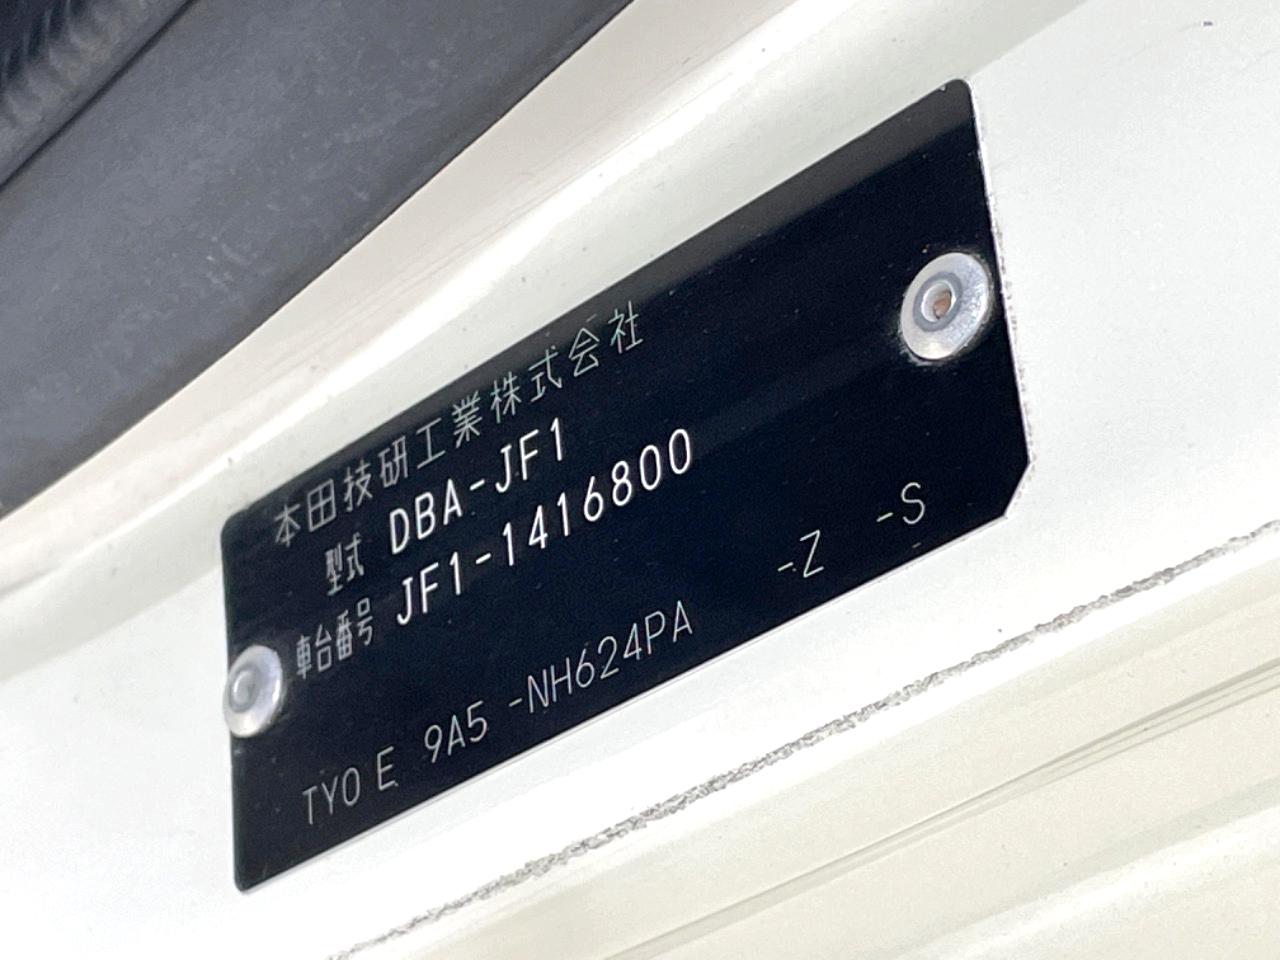 本田技研工業株式会社
型式 DBA-JF1
車台番号 JF1-1416800
TY0 E 9A5 -NH624PA -Z -S